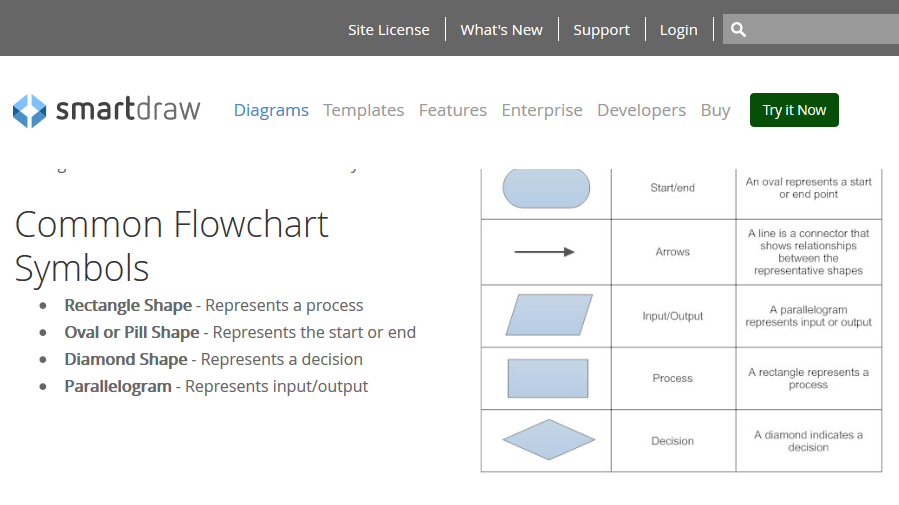 Site License
What's New
Support
Login
smartdraw
Diagrams
Templates
Features
Enterprise
Developers
Buy
Try it Now
Common Flowchart
Symbols
Rectangle Shape - Represents a process
Oval or Pill Shape - Represents the start or end
Diamond Shape - Represents a decision
Parallelogram - Represents input/output
Start/end
An oval represents a start
or end point
Arrows
A line is a connector that
shows relationships
between the
representative shapes
Input/Output
A parallelogram
represents input or output
Process
A rectangle represents a
process
Decision
A diamond indicates a
decision